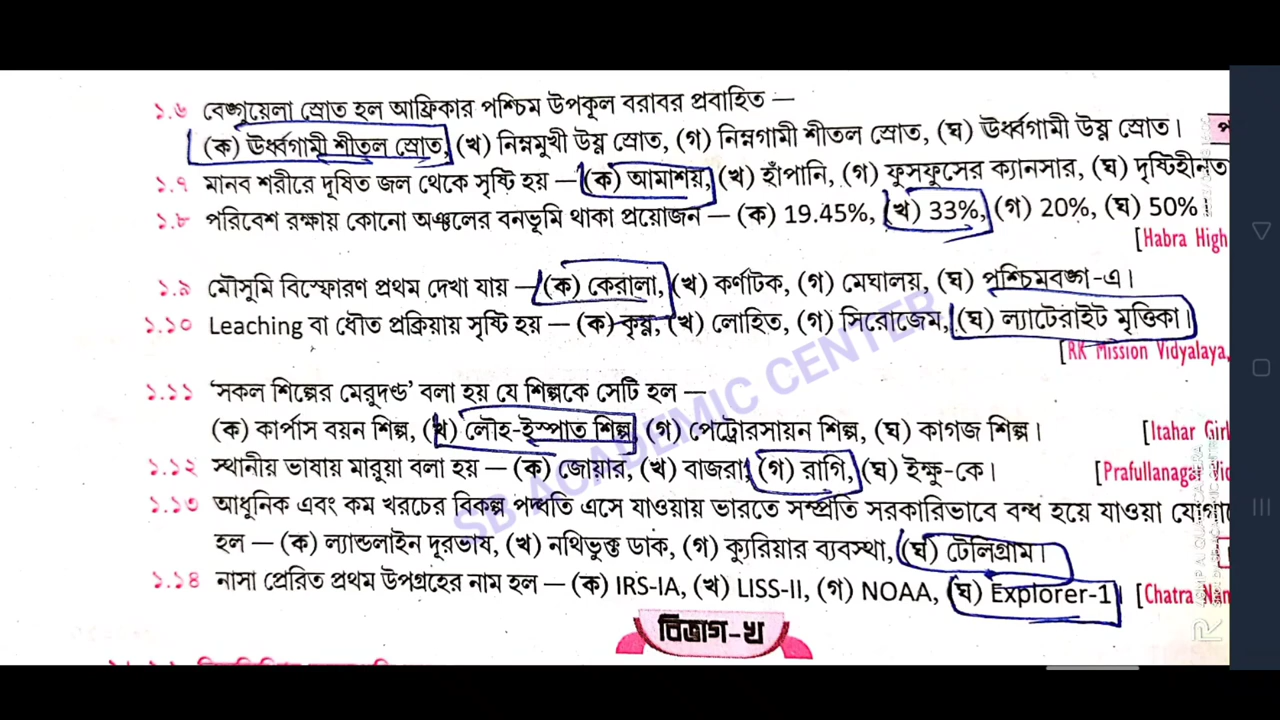 ১.৬ বেঙ্গুয়েলা স্রোত হল আফ্রিকার পশ্চিম উপকূল বরাবর প্রবাহিত —
(ক) ঊর্ধ্বগামী শীতল স্রোত, (খ) নিম্নমুখী উষ্ণ স্রোত, (গ) নিম্নগামী শীতল স্রোত, (ঘ) ঊর্ধ্বগামী উষ্ণ স্রোত।
১.৭ মানব শরীরে দূষিত জল থেকে সৃষ্টি হয় — (ক) আমাশয়, (খ) হাঁপানি, (গ) ফুসফুসের ক্যানসার, (ঘ) দৃষ্টিহীনত
১.৮ পরিবেশ রক্ষায় কোনো অঞ্চলের বনভূমি থাকা প্রয়োজন — (ক) 19.45%, (খ) 33%, (গ) 20%, (ঘ) 50%
[Habra High
১.৯ মৌসুমি বিস্ফোরণ প্রথম দেখা যায় — (ক) কেরালা, (খ) কর্ণাটক, (গ) মেঘালয়, (ঘ) পশ্চিমবঙ্গ-এ।
১.১০ Leaching বা ধৌত প্রক্রিয়ায় সৃষ্টি হয় — (ক) কৃষ্ণ, (খ) লোহিত, (গ) সিরোজেম, (ঘ) ল্যাটেরাইট মৃত্তিকা।
[RK Mission Vidyalaya,
১.১১ ‘সকল শিল্পের মেরুদণ্ড’ বলা হয় যে শিল্পকে সেটি হল —
(ক) কার্পাস বয়ন শিল্প, (খ) লৌহ-ইস্পাত শিল্প, (গ) পেট্রোরসায়ন শিল্প, (ঘ) কাগজ শিল্প।
[Itahar Girl
১.১২ স্থানীয় ভাষায় মারুয়া বলা হয় — (ক) জোয়ার, (খ) বাজরা, (গ) রাগি, (ঘ) ইক্ষু-কে।
[Prafullanagar Vid
১.১৩ আধুনিক এবং কম খরচের বিকল্প পদ্ধতি এসে যাওয়ায় ভারতে সম্প্রতি সরকারিভাবে বন্ধ হয়ে যাওয়া
হল — (ক) ল্যান্ডলাইন দূরভাষ, (খ) নথিভুক্ত ডাক, (গ) ক্যুরিয়ার ব্যবস্থা, (ঘ) টেলিগ্রাম।
১.১৪ নাসা প্রেরিত প্রথম উপগ্রহের নাম হল — (ক) IRS-IA, (খ) LISS-II, (গ) NOAA, (ঘ) Explorer-1
[Chatra Nan
বিভাগ-খ
SB ACADEMIC CENTER